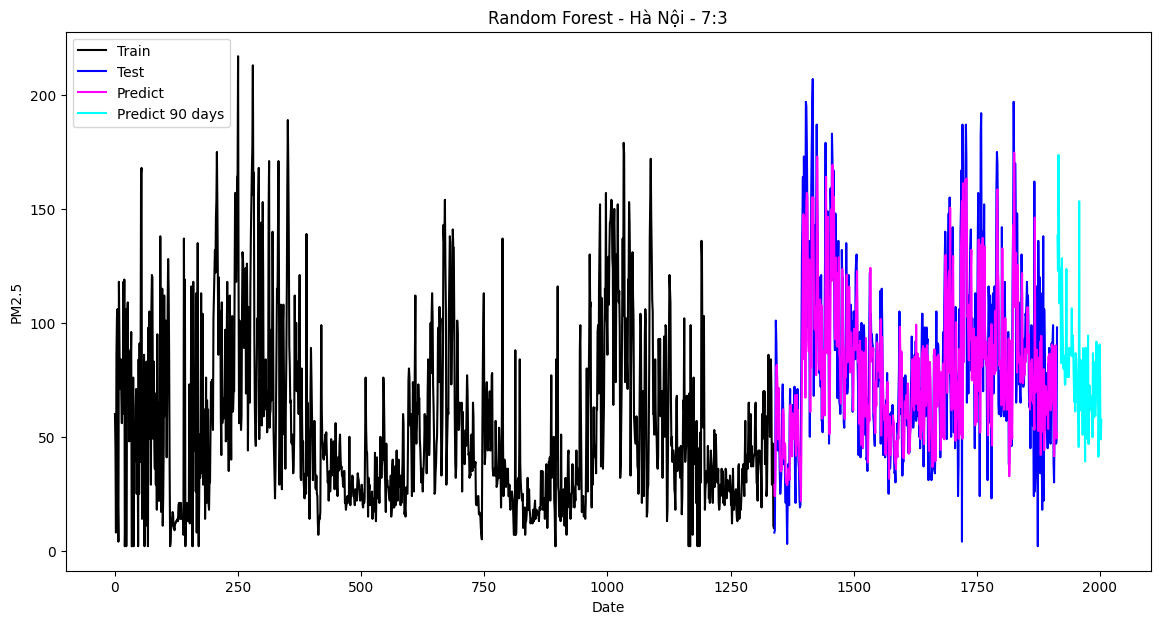 Random Forest - Hà Nội - 7:3
Train
Test
Predict
Predict 90 days
PM2.5
200
150
100
50
0
0 250 500 750 1000 1250 1500 1750 2000
Date